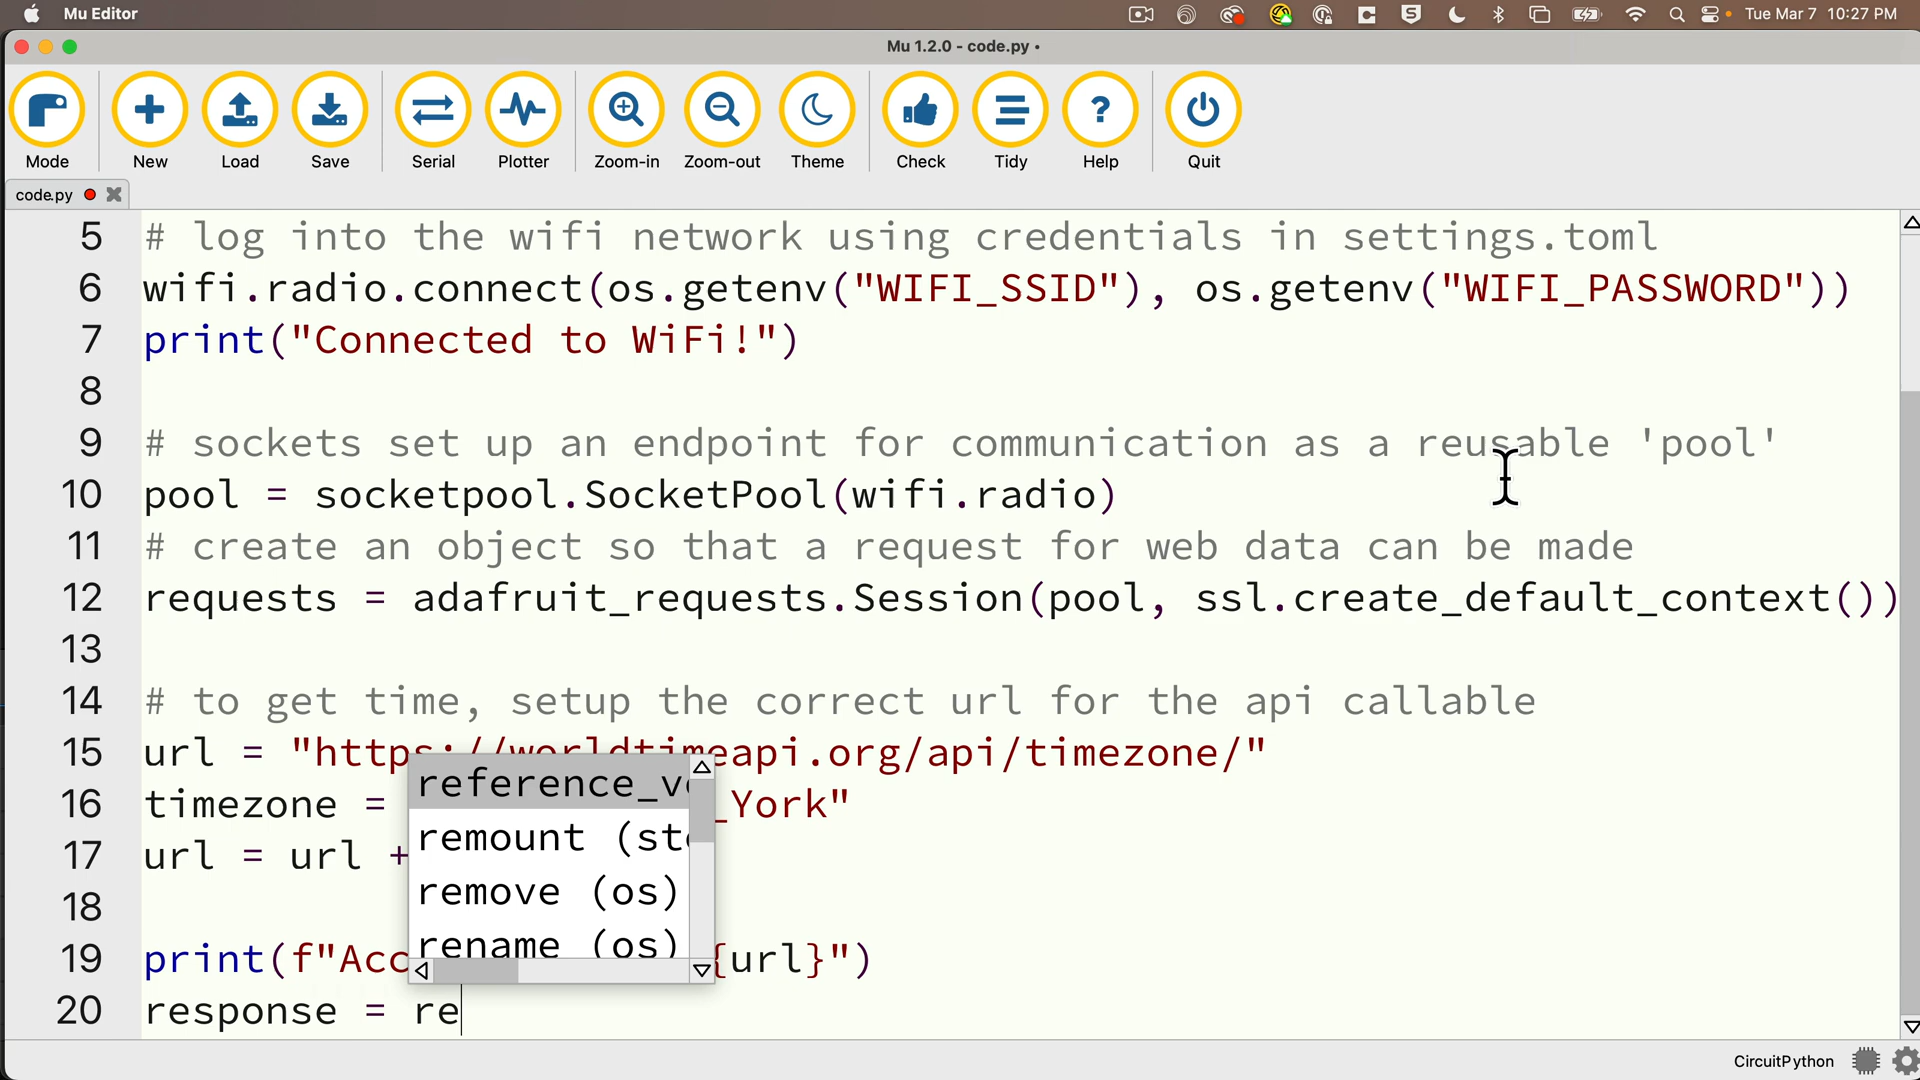 Mu Editor
Tue Mar 7 10:27 PM
Mu 1.2.0 - code.py •
Mode New Load Save Serial Plotter Zoom-in Zoom-out Theme Check Tidy Help Quit
code.py
5 # log into the wifi network using credentials in settings.toml
6 wifi.radio.connect(os.getenv("WIFI_SSID"), os.getenv("WIFI_PASSWORD"))
7 print("Connected to WiFi!")
8
9 # sockets set up an endpoint for communication as a reusable 'pool'
10 pool = socketpool.SocketPool(wifi.radio)
11 # create an object so that a request for web data can be made
12 requests = adafruit_requests.Session(pool, ssl.create_default_context())
13
14 # to get time, setup the correct url for the api callable
15 url = "https://worldtimeapi.org/api/timezone/"
16 timezone = _York"
17 url = url +
18
19 print(f"Acc {url}")
20 response = re
reference_v
remount (st
remove (os)
rename (os)
CircuitPython